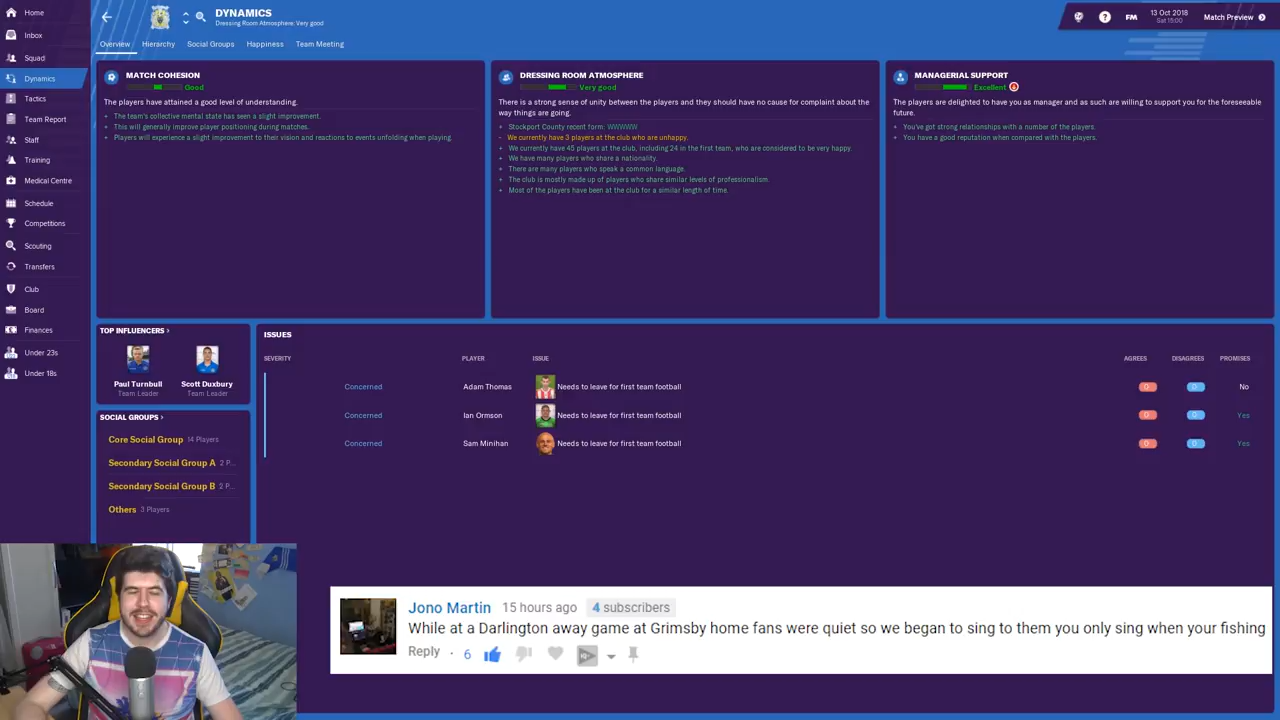 Home
Inbox
Squad
Dynamics
Tactics
Team Report
Staff
Training
Medical Centre
Schedule
Competitions
Scouting
Transfers
Club
Board
Finances
Under 23s
Under 18s
DYNAMICS
Dressing Room Atmosphere: Very good
13 Oct 2018
Sat 15:00
FM
?
Match Preview
Overview Hierarchy Social Groups Happiness Team Meeting
MATCH COHESION
Good
The players have attained a good level of understanding.
+ The team's collective mental state has seen a slight improvement.
+ This will generally improve player positioning during matches.
+ Players will experience a slight improvement to their vision and reactions to events unfolding when playing.
DRESSING ROOM ATMOSPHERE
Very good
There is a strong sense of unity between the players and they should have no cause for complaint about the
way things are going.
+ Stockport County recent form: WWWWW
- We currently have 3 players at the club who are unhappy.
+ We currently have 45 players at the club, including 24 in the first team, who are considered to be very happy.
+ We have many players who share a nationality.
+ There are many players who speak a common language.
+ The club is mostly made up of players who share similar levels of professionalism.
+ Most of the players have been at the club for a similar length of time.
MANAGERIAL SUPPORT
Excellent
The players are delighted to have you as manager and as such are willing to support you for the foreseeable
future.
+ You've got strong relationships with a number of the players.
+ You have a good reputation when compared with the players.
TOP INFLUENCERS >
Paul Turnbull
Team Leader
Scott Duxbury
Team Leader
SOCIAL GROUPS >
Core Social Group 14 Players
Secondary Social Group A 2 P...
Secondary Social Group B 2 P...
Others 3 Players
ISSUES
SEVERITY PLAYER ISSUE AGREES DISAGREES PROMISES
Concerned Adam Thomas Needs to leave for first team football 0 0 No
Concerned Ian Ormson Needs to leave for first team football 0 0 Yes
Concerned Sam Minihan Needs to leave for first team football 0 0 Yes
Jono Martin 15 hours ago 4 subscribers
While at a Darlington away game at Grimsby home fans were quiet so we began to sing to them you only sing when your fishing
Reply · 6